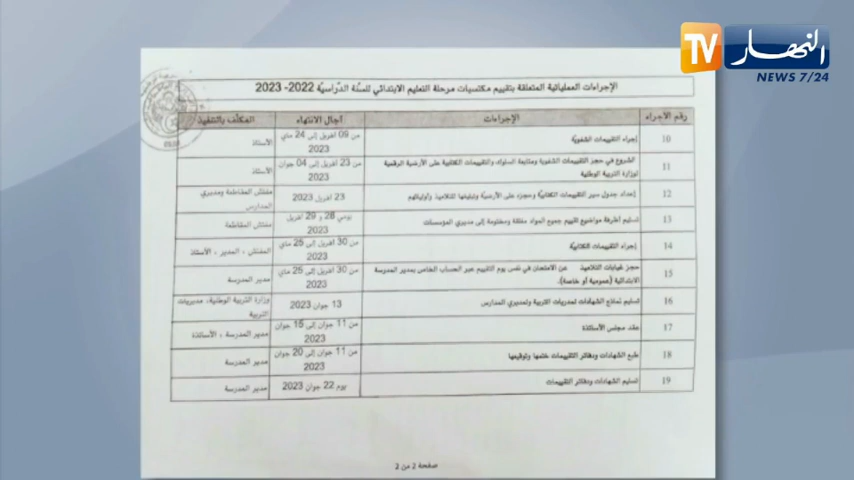 النهار TV
NEWS 7/24
الإجراءات العملياتية المتعلقة بتقييم مكتسبات مرحلة التعليم الابتدائي للسنة الدراسية 2022- 2023
رقم الاجراء الإجراءات آجال الانتهاء المكلف بالتنفيذ
10 إجراء التقييمات الشفوية من 09 أفريل إلى 24 ماي 2023 الأستاذ
11 الشروع في حجز التقييمات الشفوية ومتابعة السلوك، والتقييمات الكتابية على الأرضية الرقمية لوزارة التربية الوطنية من 23 أفريل إلى 04 جوان 2023 الأستاذ
12 إعداد جدول سير التقييمات الكتابية وحجزه على الأرضية وتبليغها للتلاميذ وأوليائهم 23 أفريل 2023 مفتش المقاطعة ومديري المدارس
13 تسليم أظرفة مواضيع تقييم جميع المواد مغلقة ومختومة إلى مديري المؤسسات يومي 28 و 29 أفريل 2023 مفتش المقاطعة
14 إجراء التقييمات الكتابية من 30 أفريل إلى 25 ماي 2023 المفتش ، المدير ، الأستاذ
15 حجز غيابات التلاميذ عن الامتحان في نفس يوم التقييم عبر الحساب الخاص بمدير المدرسة الابتدائية (عمومية أو خاصة). من 30 أفريل إلى 25 ماي 2023 مدير المدرسة
16 تسليم نماذج الشهادات لمديريات التربية ولمديري المدارس 13 جوان 2023 وزارة التربية الوطنية، مديريات التربية
17 عقد مجلس الأساتذة من 11 جوان إلى 15 جوان 2023 مدير المدرسة ، الأساتذة
18 طبع الشهادات ودفاتر التقييمات ختمها وتوقيعها من 11 جوان إلى 20 جوان 2023 مدير المدرسة
19 تسليم الشهادات ودفاتر التقييمات يوم 22 جوان 2023 مدير المدرسة
صفحة 2 من 2